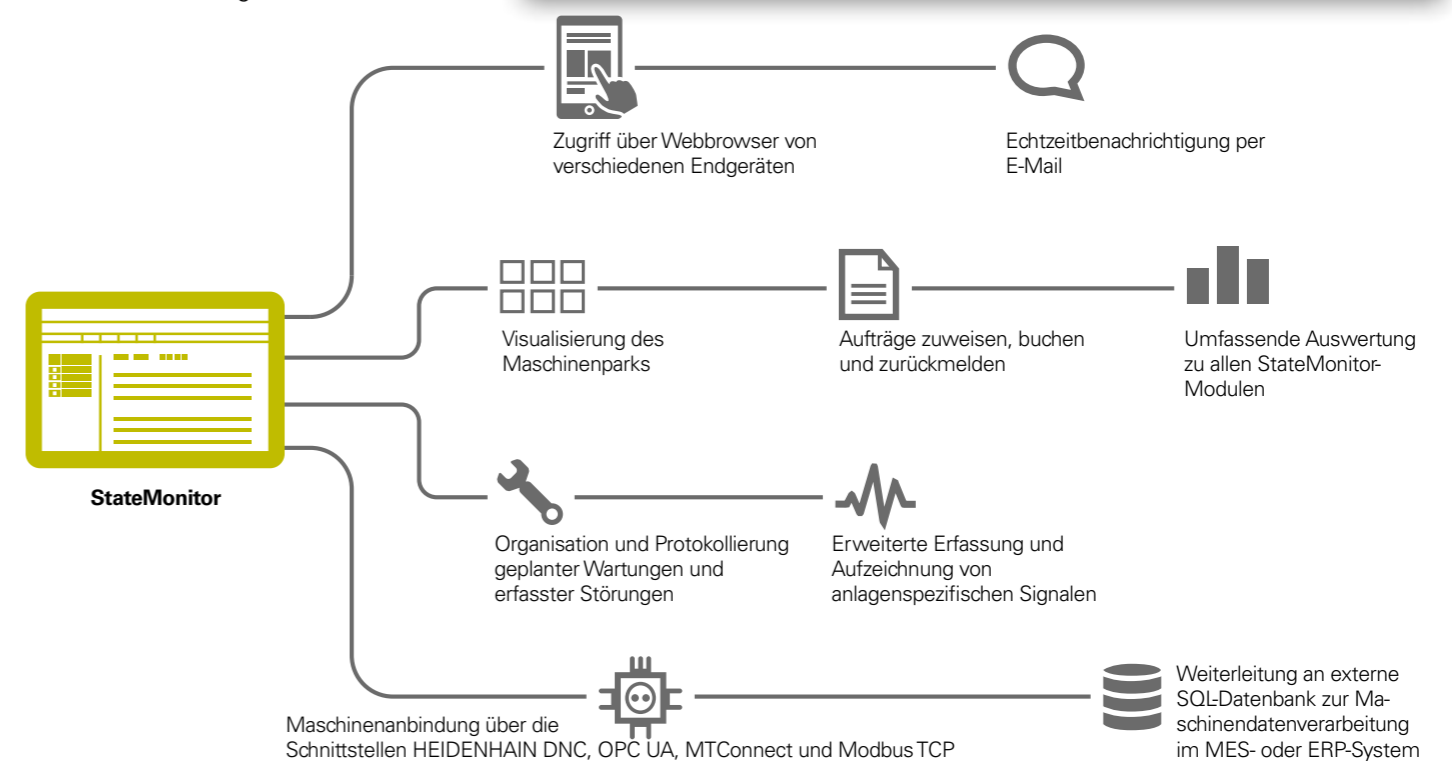 Zugriff über Webbrowser von
verschiedenen Endgeräten
Echtzeitbenachrichtigung per
E-Mail
Visualisierung des
Maschinenparks
Aufträge zuweisen, buchen
und zurückmelden
Umfassende Auswertung
zu allen StateMonitor-
Modulen
StateMonitor
Organisation und Protokollierung
geplanter Wartungen und
erfasster Störungen
Erweiterte Erfassung und
Aufzeichnung von
anlagenspezifischen Signalen
Maschinenanbindung über die
Schnittstellen HEIDENHAIN DNC, OPC UA, MTConnect und Modbus TCP
Weiterleitung an externe
SQL-Datenbank zur Ma-
schinendatenverarbeitung
im MES- oder ERP-System